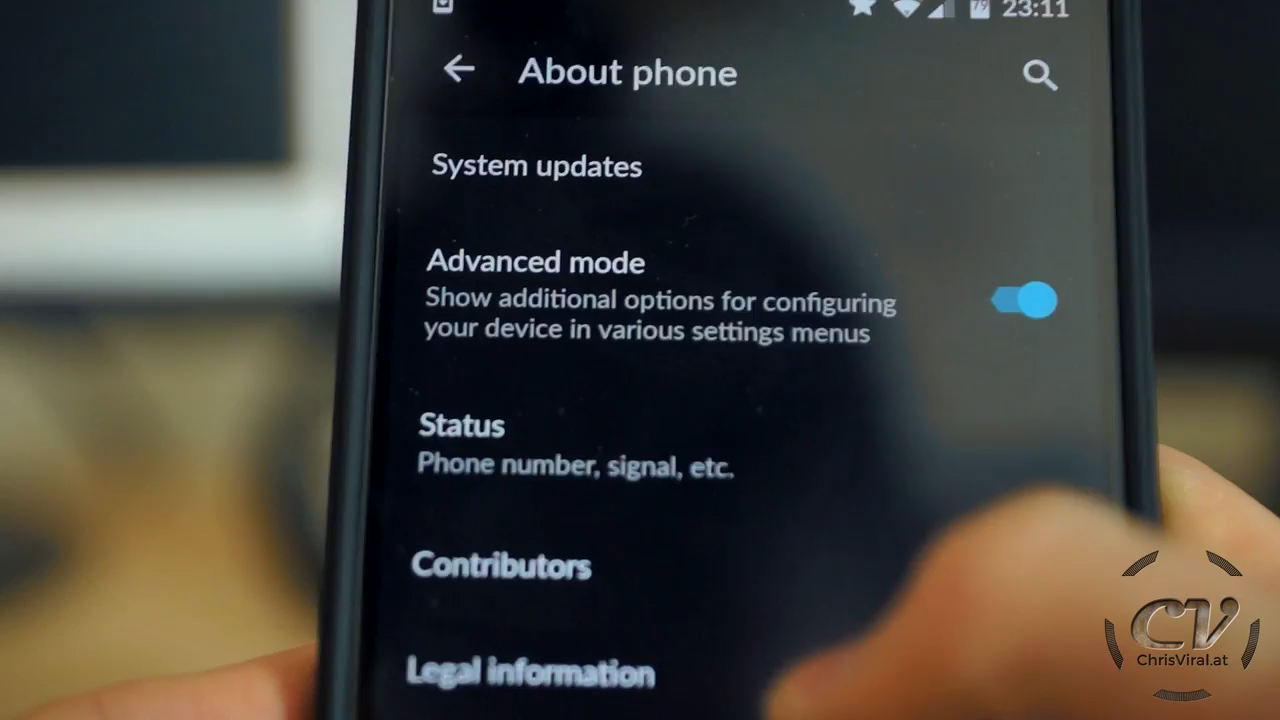 79 23:11
About phone
System updates
Advanced mode
Show additional options for configuring
your device in various settings menus
Status
Phone number, signal, etc.
Contributors
Legal information
CV
ChrisViral.at